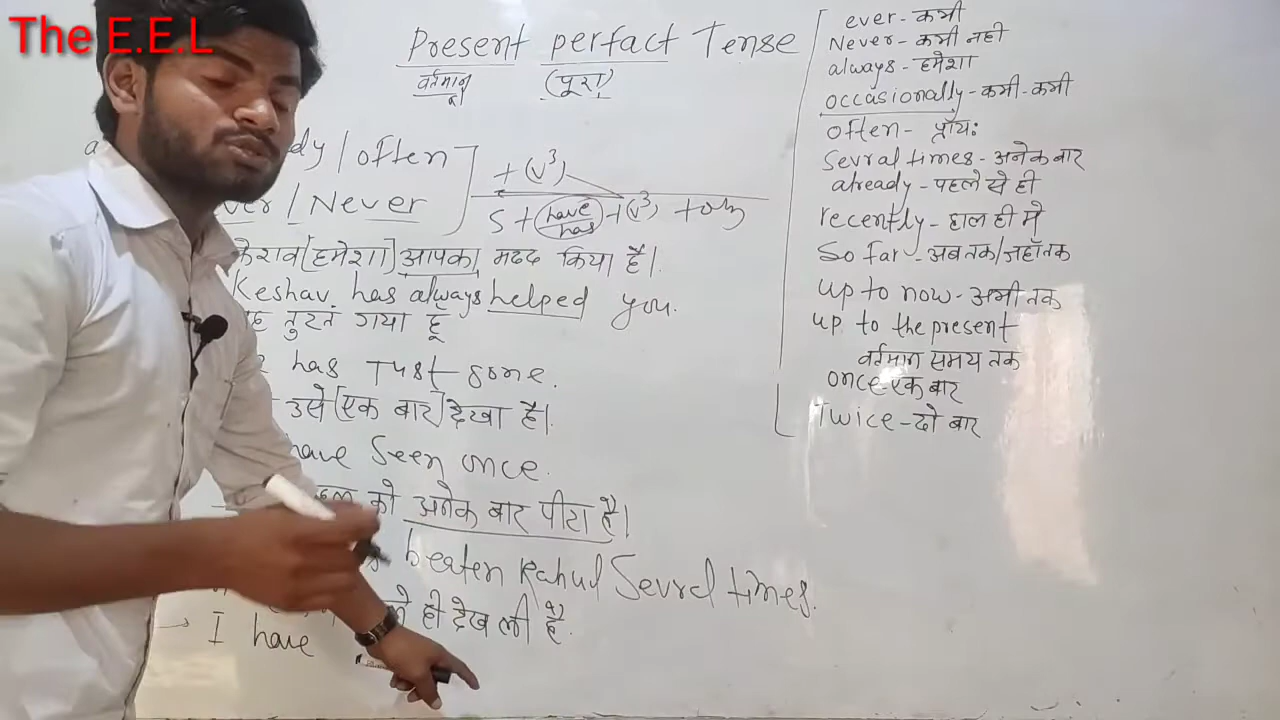 The E.E.L
Present perfact Tense
वर्तमान (पूरा)
का
dy / often
ver / Never
+ (v³)
S + have has + (v³) + obj
केशव [हमेशा] आपका मदद किया है।
Keshav has always helped you.
तुरंत गया हूँ
has Just gone.
उसे [एक बार] देखा है।
have Seen once.
को अनेक बार पीटा है।
beaten Rahul Sevrd times.
ही देख ली है।
→ I have
ever - कभी
Never - कभी नही
always - हमेशा
occasionally - कभी-कभी
often - प्रॉयः
Sevral times - अनेक बार
already - पहले से ही
recently - हाल ही मे
So far - अब तक/जहाँ तक
up to now - अभी तक
up to the present
वर्तमान समय तक
once - एक बार
Twice - दो बार